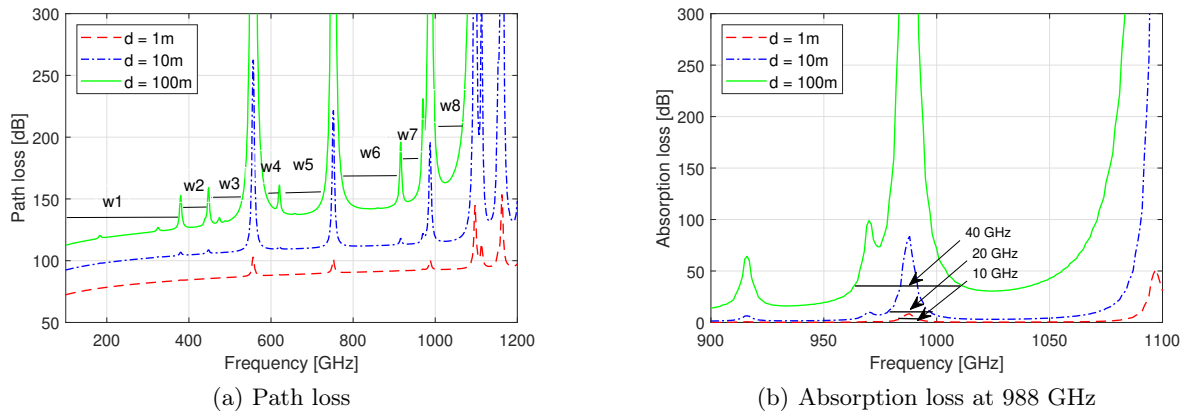 300
250
200
150
100
50
Path loss [dB]
d = 1m
d = 10m
d = 100m
w1
w2
w3
w4
w5
w6
w7
w8
200
400
600
800
1000
1200
Frequency [GHz]
(a) Path loss
300
250
200
150
100
50
0
Absorption loss [dB]
d = 1m
d = 10m
d = 100m
40 GHz
20 GHz
10 GHz
900
950
1000
1050
1100
Frequency [GHz]
(b) Absorption loss at 988 GHz